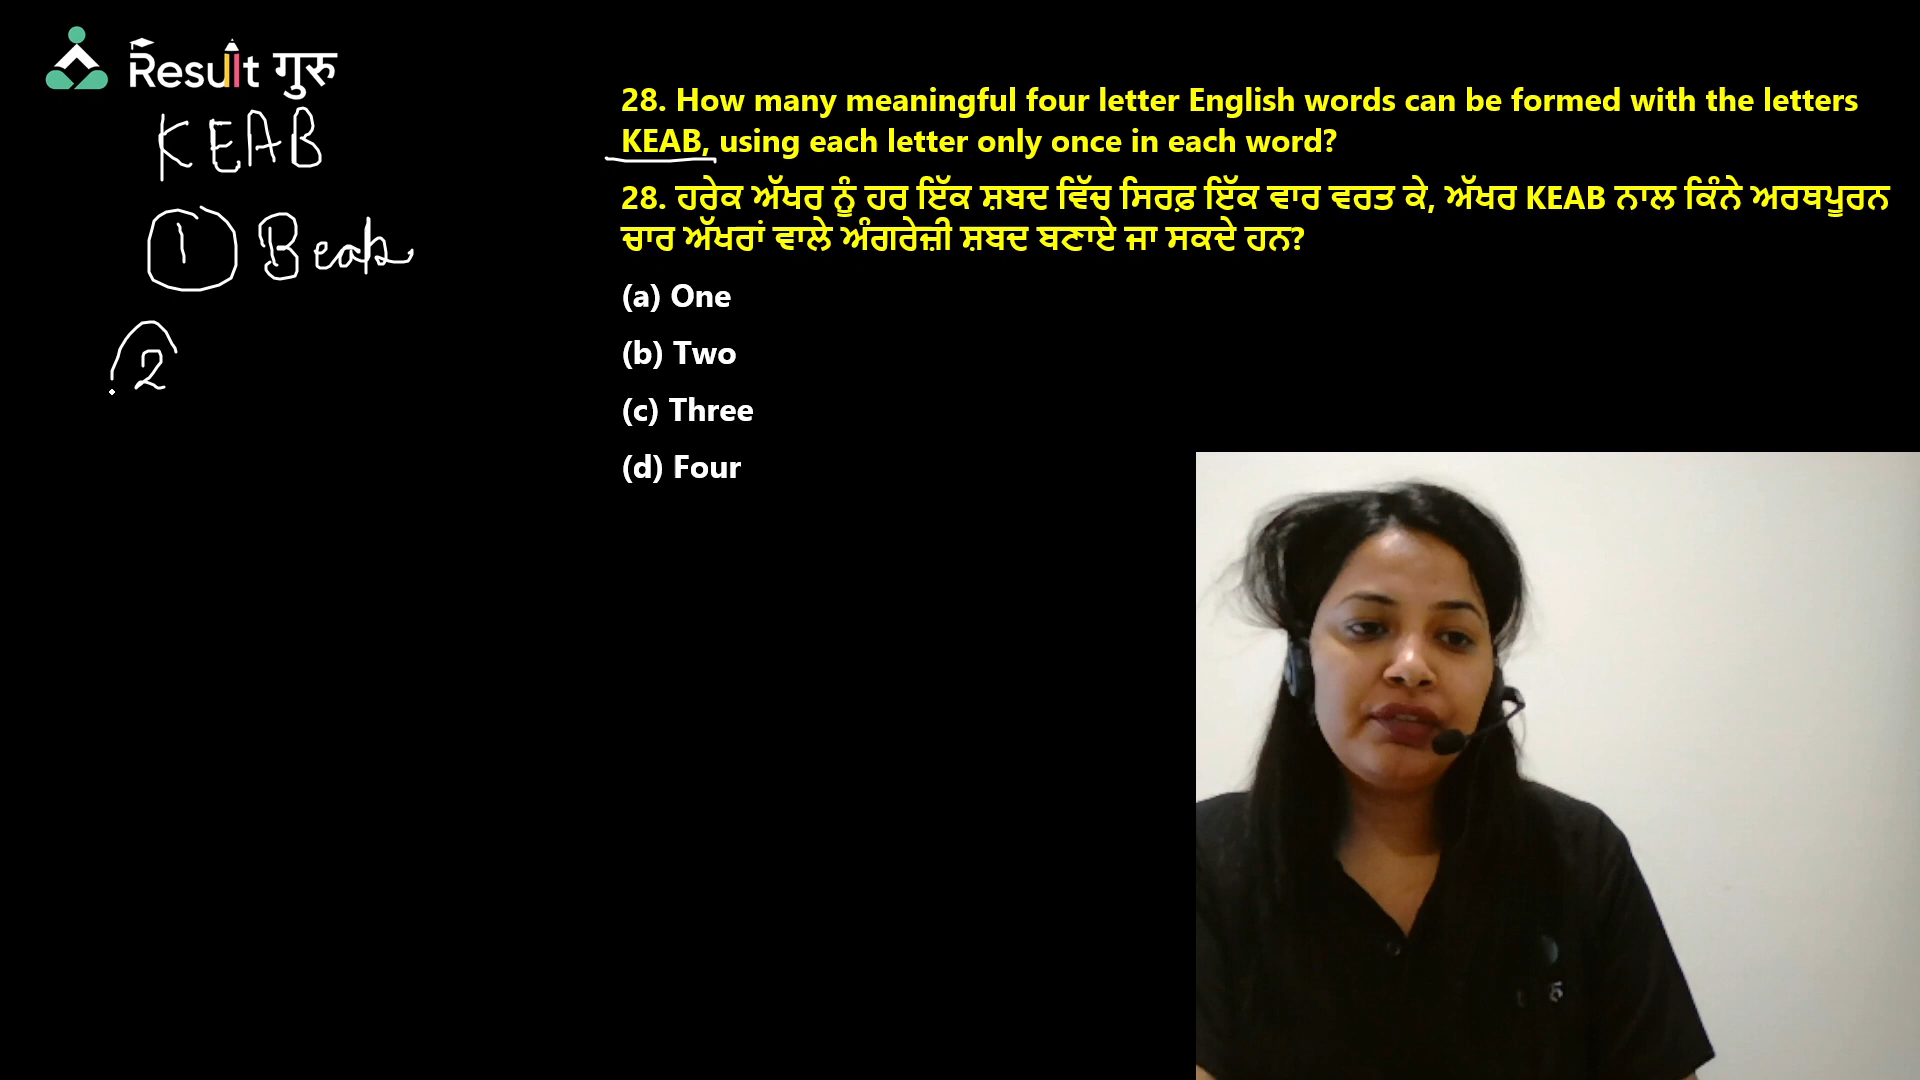 Result गुरु
KEAB
1 Beak
2
28. How many meaningful four letter English words can be formed with the letters
KEAB, using each letter only once in each word?
28. ਹਰੇਕ ਅੱਖਰ ਨੂੰ ਹਰ ਇੱਕ ਸ਼ਬਦ ਵਿੱਚ ਸਿਰਫ਼ ਇੱਕ ਵਾਰ ਵਰਤ ਕੇ, ਅੱਖਰ KEAB ਨਾਲ ਕਿੰਨੇ ਅਰਥਪੂਰਨ
ਚਾਰ ਅੱਖਰਾਂ ਵਾਲੇ ਅੰਗਰੇਜ਼ੀ ਸ਼ਬਦ ਬਣਾਏ ਜਾ ਸਕਦੇ ਹਨ?
(a) One
(b) Two
(c) Three
(d) Four